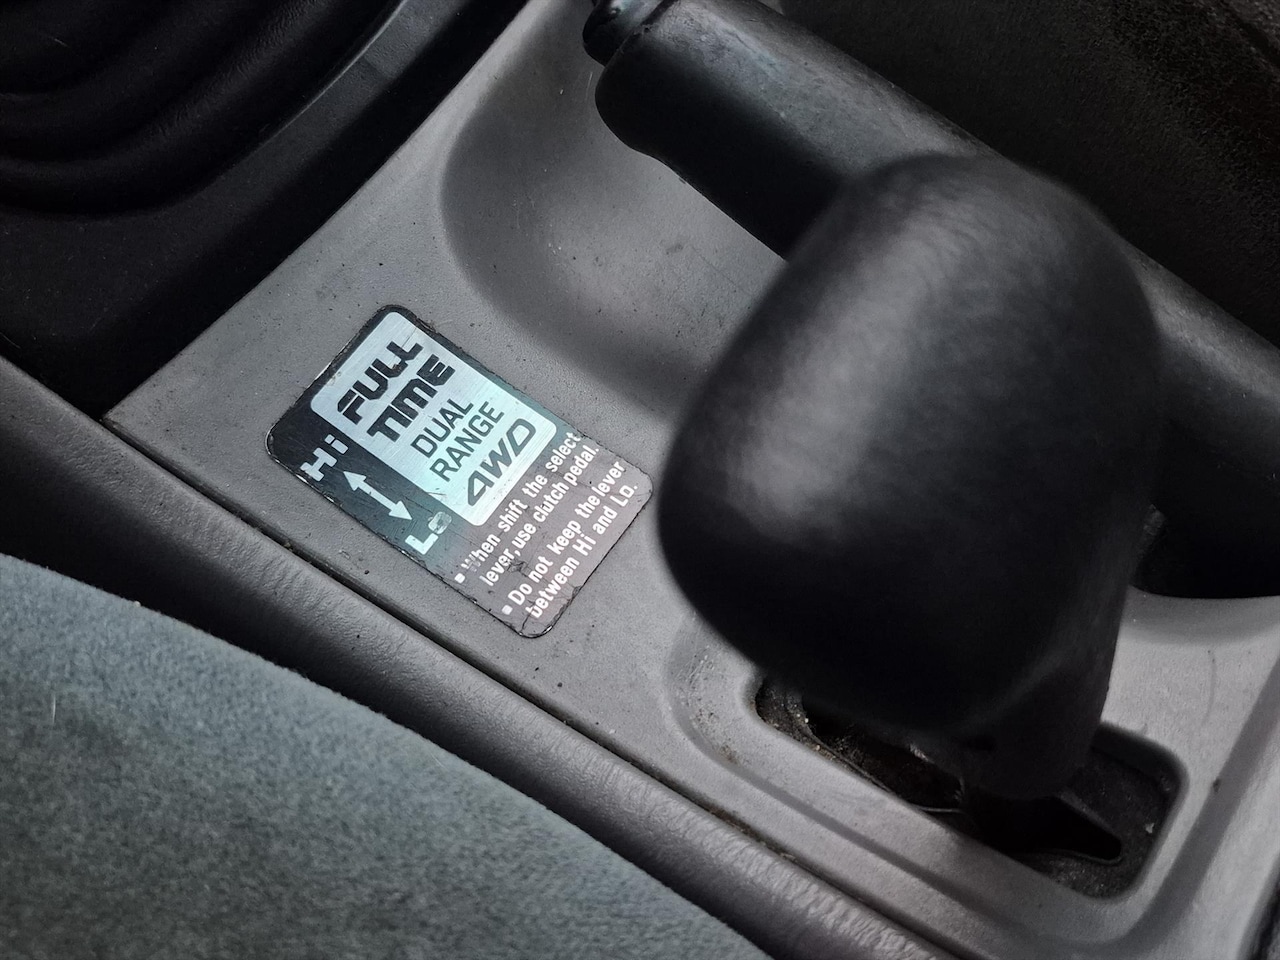 FULL
TIME
DUAL
RANGE
4WD
Hi
Lo
• When shift the select
lever, use clutch pedal.
• Do not keep the lever
between Hi and Lo.